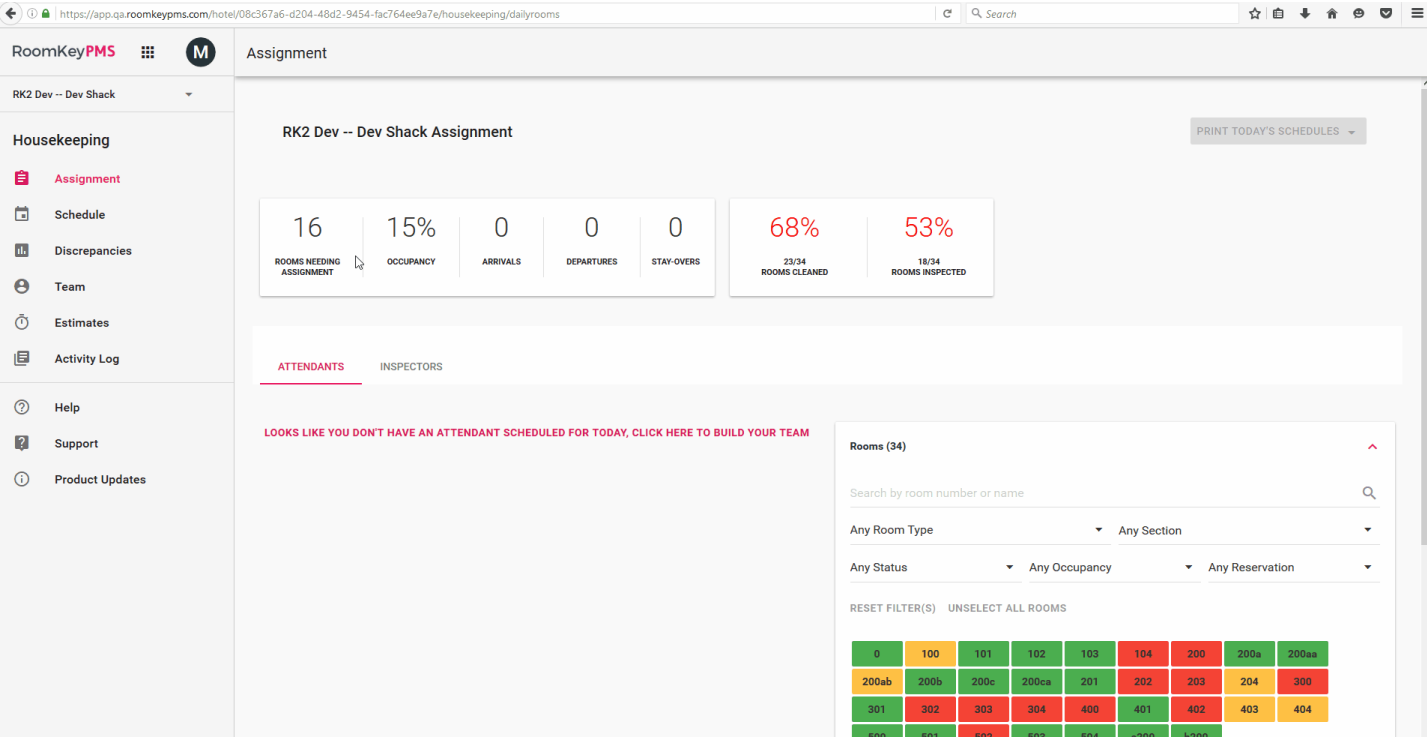 https://app.qa.roomkeypms.com/hotel/08c367a6-d204-48d2-9454-fac764ee9a7e/housekeeping/dailyrooms
Search
RoomKeyPMS
M
Assignment
RK2 Dev -- Dev Shack
Housekeeping
Assignment
Schedule
Discrepancies
Team
Estimates
Activity Log
Help
Support
Product Updates
RK2 Dev -- Dev Shack Assignment
PRINT TODAY'S SCHEDULES
16
ROOMS NEEDING
ASSIGNMENT
15%
OCCUPANCY
0
ARRIVALS
0
DEPARTURES
0
STAY-OVERS
68%
23/34
ROOMS CLEANED
53%
18/34
ROOMS INSPECTED
ATTENDANTS INSPECTORS
LOOKS LIKE YOU DON'T HAVE AN ATTENDANT SCHEDULED FOR TODAY, CLICK HERE TO BUILD YOUR TEAM
Rooms (34)
Search by room number or name
Any Room Type Any Section
Any Status Any Occupancy Any Reservation
RESET FILTER(S) UNSELECT ALL ROOMS
0 100 101 102 103 104 200 200a 200aa
200ab 200b 200c 200ca 201 202 203 204 300
301 302 303 304 400 401 402 403 404
500 501 502 503 504